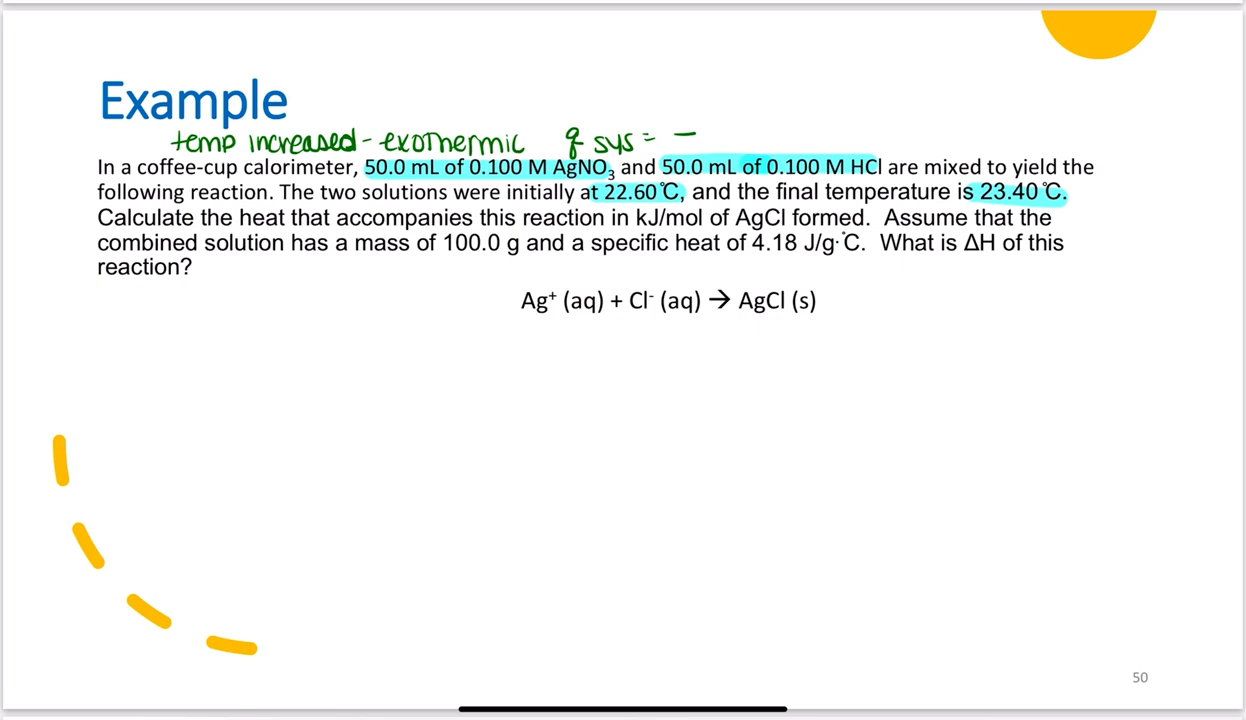 Example
temp increased - exothermic q sys = -
In a coffee-cup calorimeter, 50.0 mL of 0.100 M AgNO₃ and 50.0 mL of 0.100 M HCl are mixed to yield the
following reaction. The two solutions were initially at 22.60˚C, and the final temperature is 23.40˚C.
Calculate the heat that accompanies this reaction in kJ/mol of AgCl formed.  Assume that the
combined solution has a mass of 100.0 g and a specific heat of 4.18 J/g·˚C.  What is ΔH of this
reaction?
Ag⁺ (aq) + Cl⁻ (aq) → AgCl (s)
50